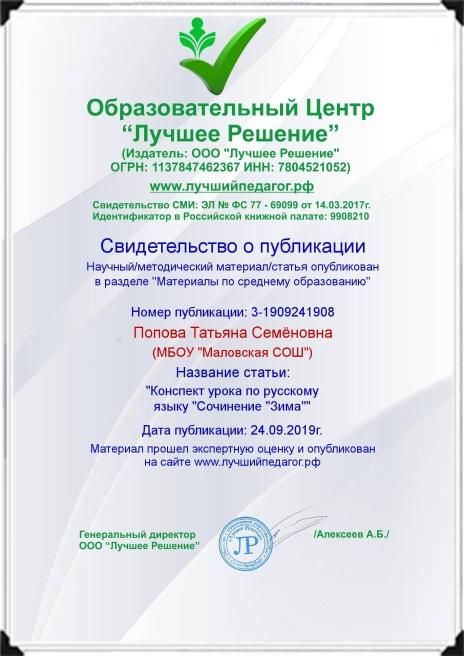 Образовательный Центр
“Лучшее Решение”
(Издатель: ООО "Лучшее Решение"
ОГРН: 1137847462367 ИНН: 7804521052)
www.лучшийпедагог.рф
Свидетельство СМИ: ЭЛ № ФС 77 - 69099 от 14.03.2017г.
Идентификатор в Российской книжной палате: 9908210
Свидетельство о публикации
Научный/методический материал/статья опубликован
в разделе "Материалы по среднему образованию"
Номер публикации: 3-1909241908
Попова Татьяна Семёновна
(МБОУ "Маловская СОШ")
Название статьи:
"Конспект урока по русскому
языку "Сочинение "Зима""
Дата публикации: 24.09.2019г.
Материал прошел экспертную оценку и опубликован
на сайте www.лучшийпедагог.рф
Генеральный директор
ООО “Лучшее Решение”
ЛР
/Алексеев А.Б./